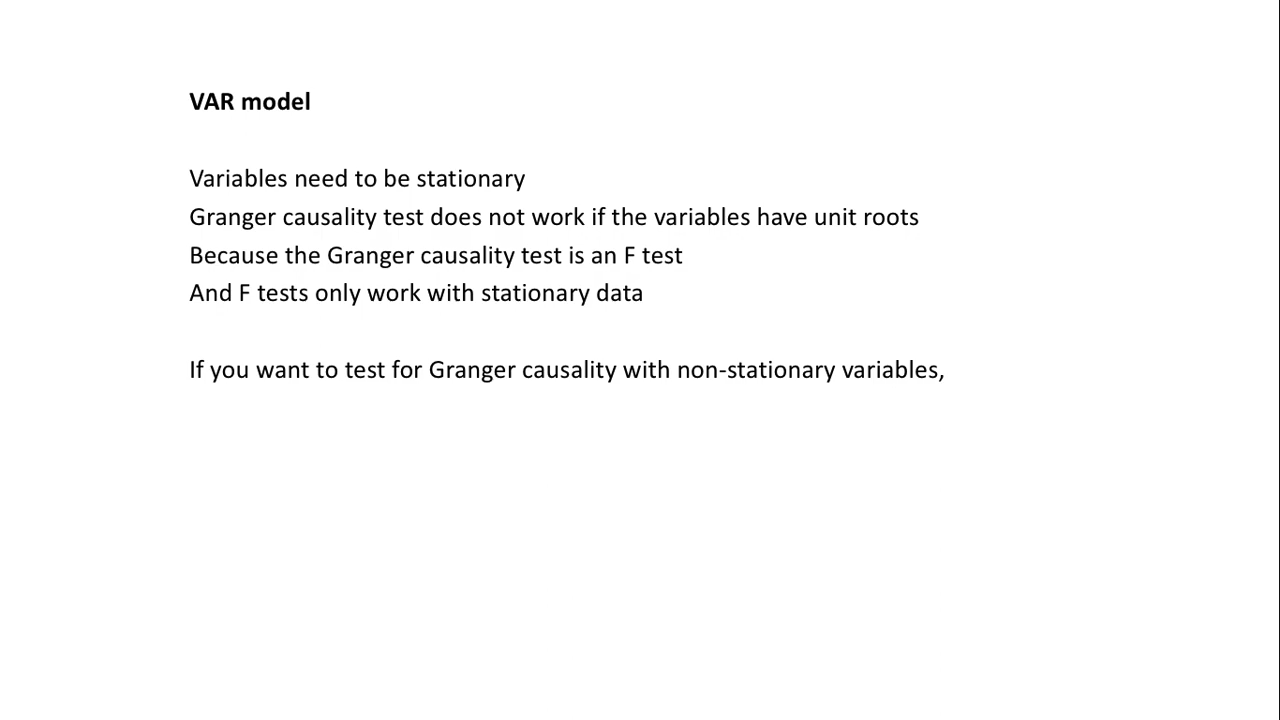 VAR model
Variables need to be stationary
Granger causality test does not work if the variables have unit roots
Because the Granger causality test is an F test
And F tests only work with stationary data
If you want to test for Granger causality with non-stationary variables,